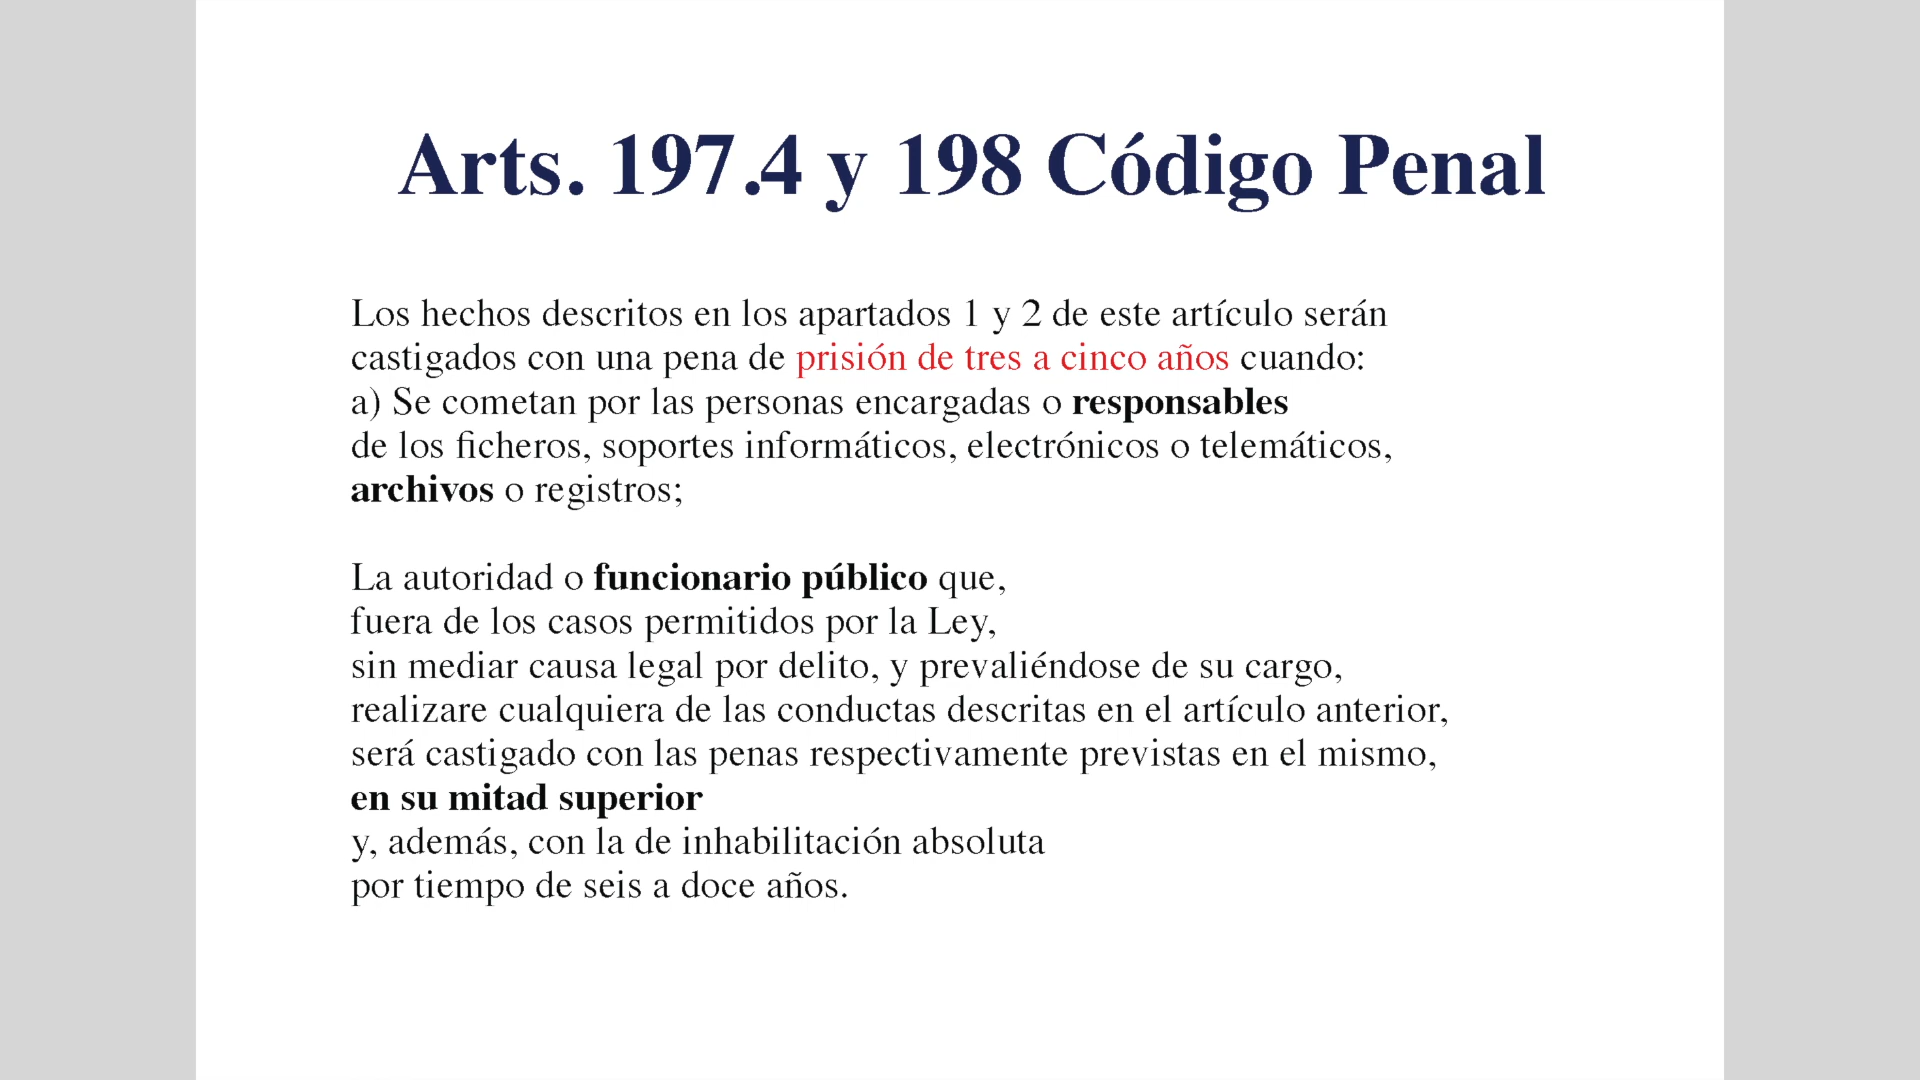 Arts. 197.4 y 198 Código Penal
Los hechos descritos en los apartados 1 y 2 de este artículo serán
castigados con una pena de prisión de tres a cinco años cuando:
a) Se cometan por las personas encargadas o responsables
de los ficheros, soportes informáticos, electrónicos o telemáticos,
archivos o registros;
La autoridad o funcionario público que,
fuera de los casos permitidos por la Ley,
sin mediar causa legal por delito, y prevaliéndose de su cargo,
realizare cualquiera de las conductas descritas en el artículo anterior,
será castigado con las penas respectivamente previstas en el mismo,
en su mitad superior
y, además, con la de inhabilitación absoluta
por tiempo de seis a doce años.